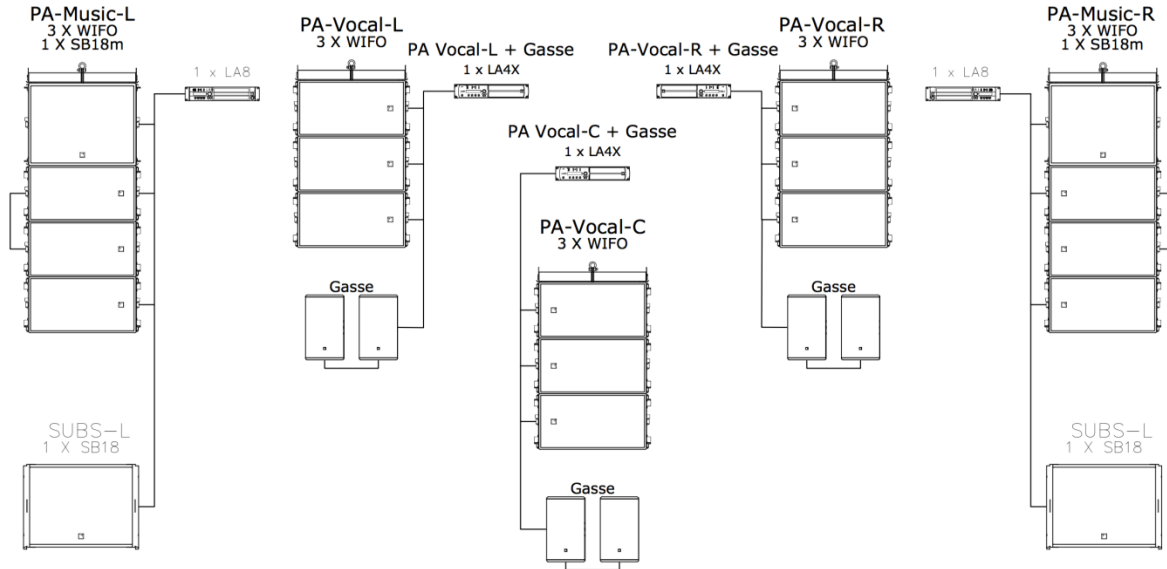 PA-Music-L
3 X WIFO
1 X SB18m
1 x LA8
PA-Vocal-L
3 X WIFO
PA Vocal-L + Gasse
1 x LA4X
PA-Vocal-R + Gasse
1 x LA4X
PA-Vocal-R
3 X WIFO
1 x LA8
PA-Music-R
3 X WIFO
1 X SB18m
PA Vocal-C + Gasse
1 x LA4X
PA-Vocal-C
3 X WIFO
Gasse
Gasse
SUBS-L
1 X SB18
Gasse
SUBS-L
1 X SB18